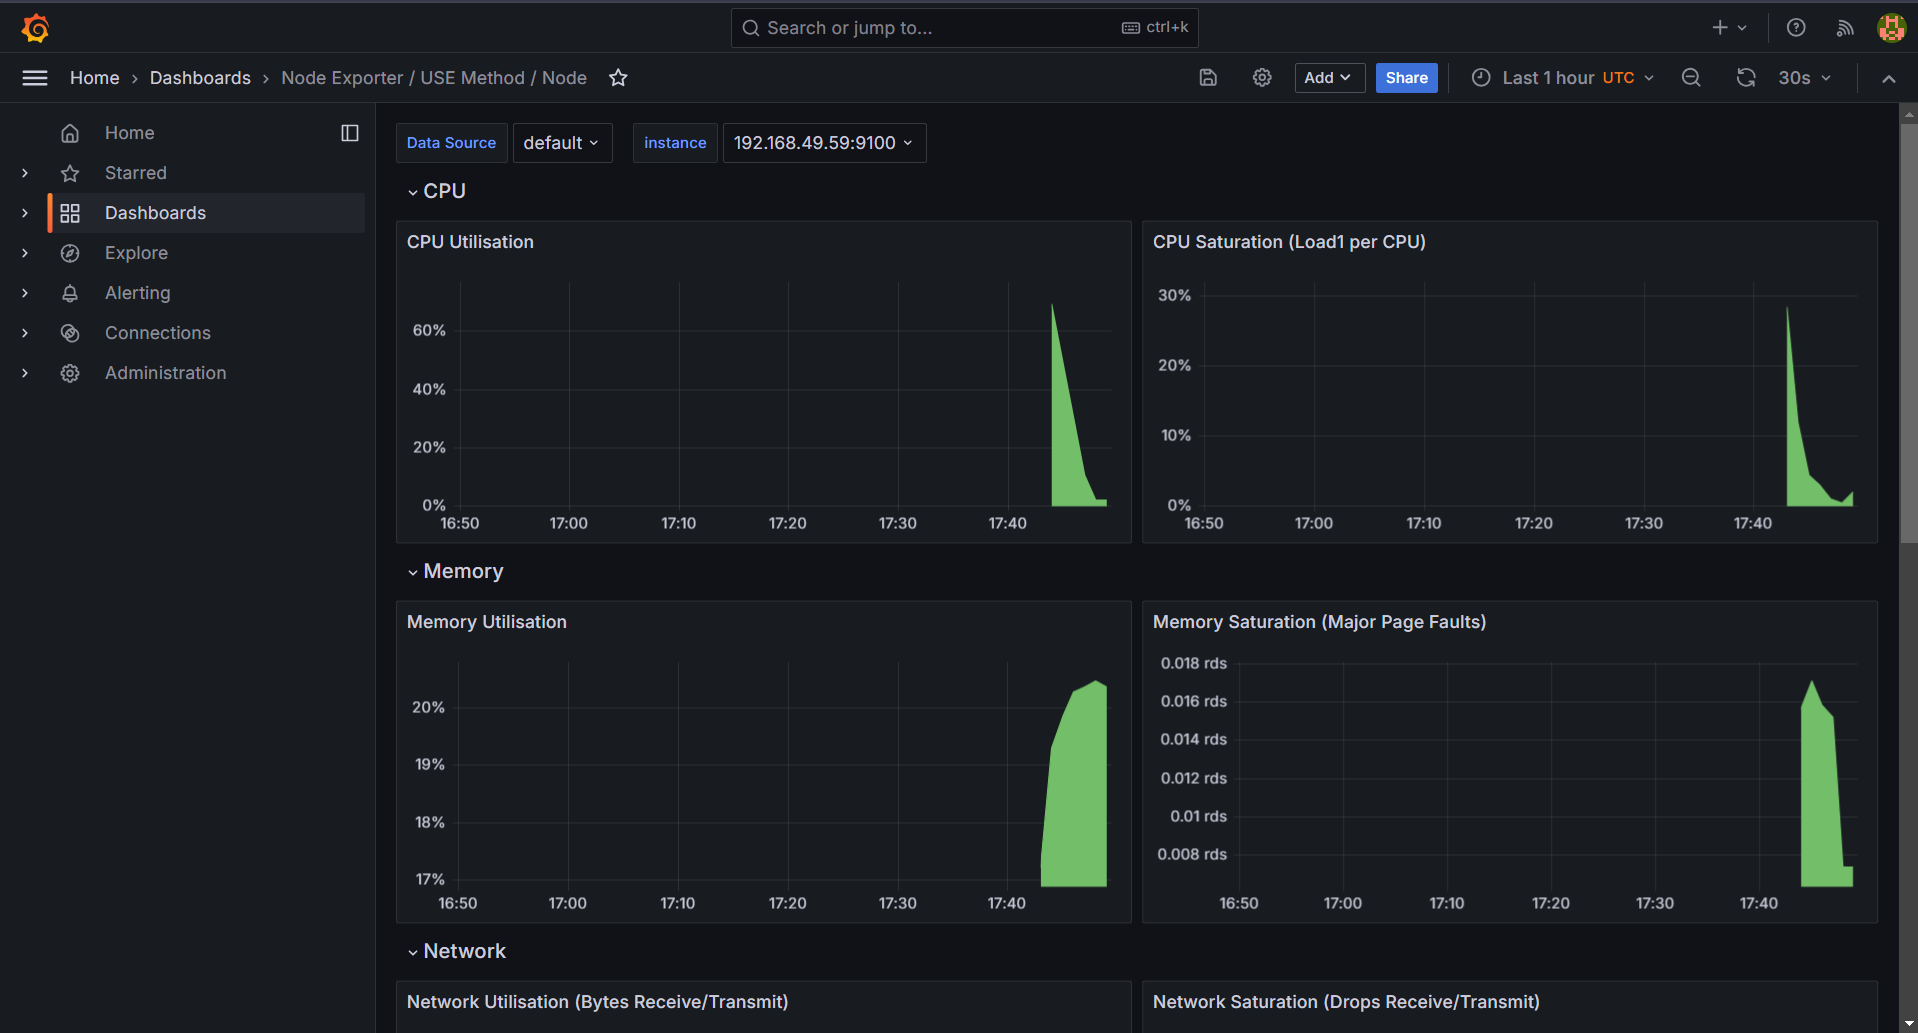 Search or jump to... ctrl+k
Home Dashboards Node Exporter / USE Method / Node Add Share Last 1 hour UTC 30s
Home
Starred
Dashboards
Explore
Alerting
Connections
Administration
Data Source default instance 192.168.49.59:9100
CPU
CPU Utilisation
60%
40%
20%
0%
16:50 17:00 17:10 17:20 17:30 17:40
CPU Saturation (Load1 per CPU)
30%
20%
10%
0%
16:50 17:00 17:10 17:20 17:30 17:40
Memory
Memory Utilisation
20%
19%
18%
17%
16:50 17:00 17:10 17:20 17:30 17:40
Memory Saturation (Major Page Faults)
0.018 rds
0.016 rds
0.014 rds
0.012 rds
0.01 rds
0.008 rds
16:50 17:00 17:10 17:20 17:30 17:40
Network
Network Utilisation (Bytes Receive/Transmit)
Network Saturation (Drops Receive/Transmit)